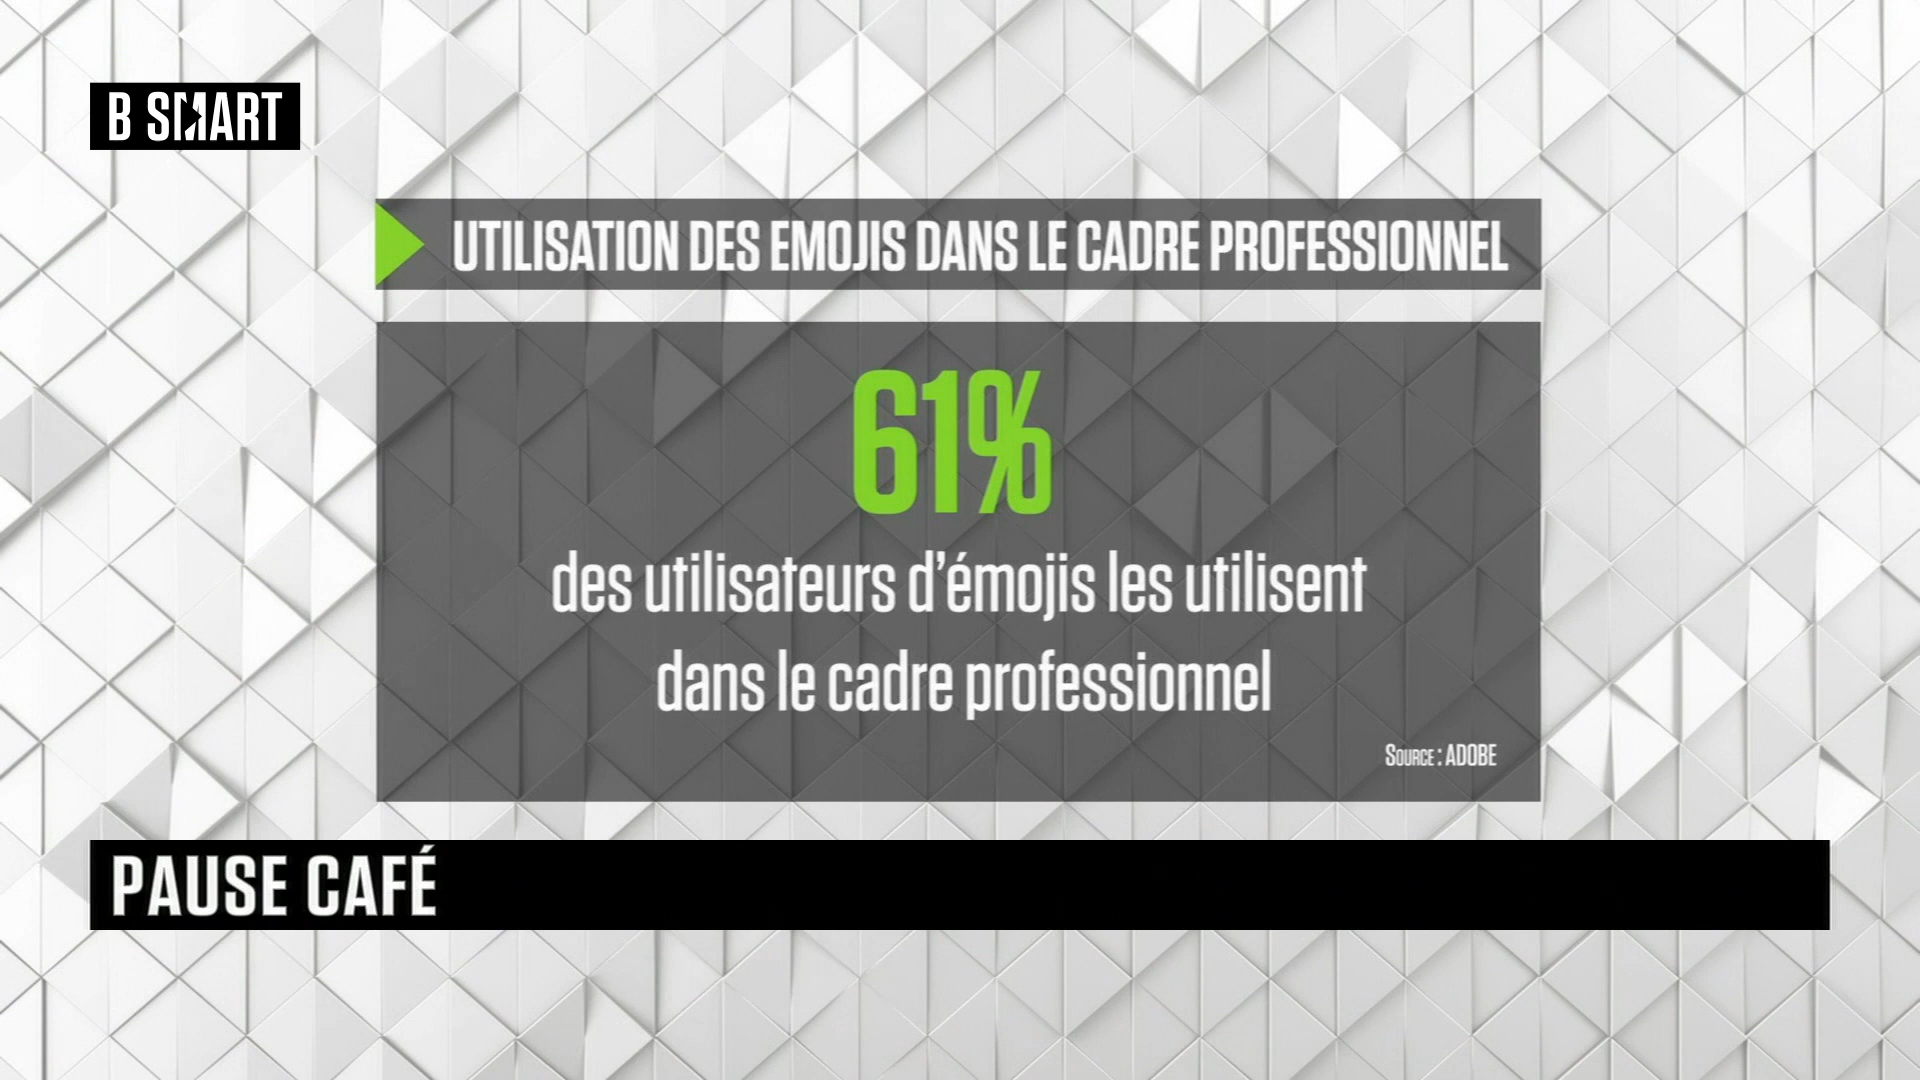 B SMART
UTILISATION DES EMOJIS DANS LE CADRE PROFESSIONNEL
61%
des utilisateurs d'émojis les utilisent
dans le cadre professionnel
SOURCE : ADOBE
PAUSE CAFÉ